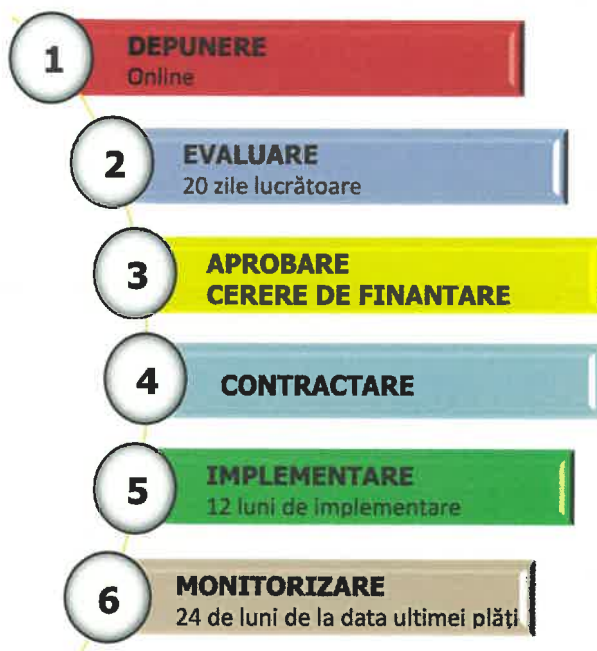 1
DEPUNERE
Online
2
EVALUARE
20 zile lucrătoare
3
APROBARE
CERERE DE FINANTARE
4
CONTRACTARE
5
IMPLEMENTARE
12 luni de implementare
6
MONITORIZARE
24 de luni de la data ultimei plăți